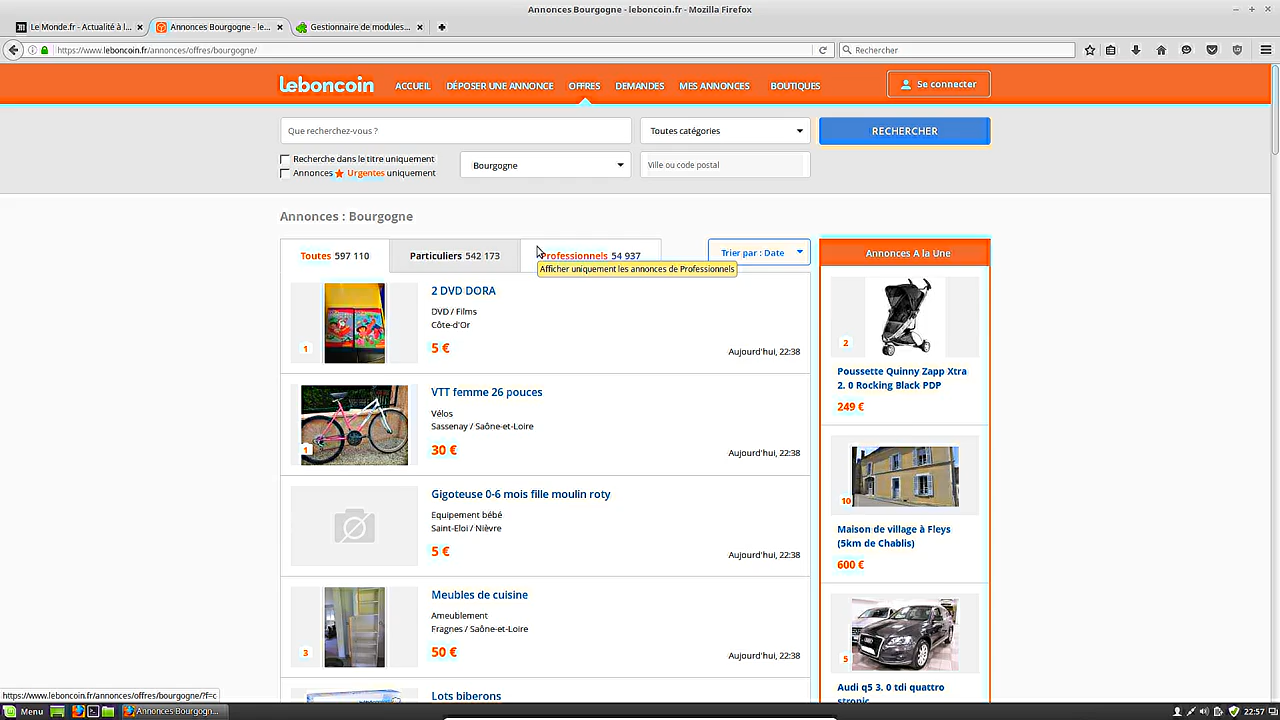 Annonces Bourgogne - leboncoin.fr - Mozilla Firefox
Le Monde.fr - Actualité à l...
Annonces Bourgogne - le...
Gestionnaire de modules...
https://www.leboncoin.fr/annonces/offres/bourgogne/
Rechercher
leboncoin
ACCUEIL
DÉPOSER UNE ANNONCE
OFFRES
DEMANDES
MES ANNONCES
BOUTIQUES
Se connecter
Que recherchez-vous ?
Toutes catégories
RECHERCHER
Recherche dans le titre uniquement
Annonces Urgentes uniquement
Bourgogne
Ville ou code postal
Annonces : Bourgogne
Toutes 597 110
Particuliers 542 173
Professionnels 54 937
Trier par : Date
Afficher uniquement les annonces de Professionnels
2 DVD DORA
DVD / Films
Côte-d'Or
5 €
Aujourd'hui, 22:38
1
VTT femme 26 pouces
Vélos
Sassenay / Saône-et-Loire
30 €
Aujourd'hui, 22:38
1
Gigoteuse 0-6 mois fille moulin roty
Equipement bébé
Saint-Eloi / Nièvre
5 €
Aujourd'hui, 22:38
Meubles de cuisine
Ameublement
Fragnes / Saône-et-Loire
50 €
Aujourd'hui, 22:38
3
Lots biberons
Annonces A la Une
2
Poussette Quinny Zapp Xtra
2. 0 Rocking Black PDP
249 €
10
Maison de village à Fleys
(5km de Chablis)
600 €
5
Audi q5 3. 0 tdi quattro
stronic
https://www.leboncoin.fr/annonces/offres/bourgogne/?f=c
Menu
Annonces Bourgogn...
22:57